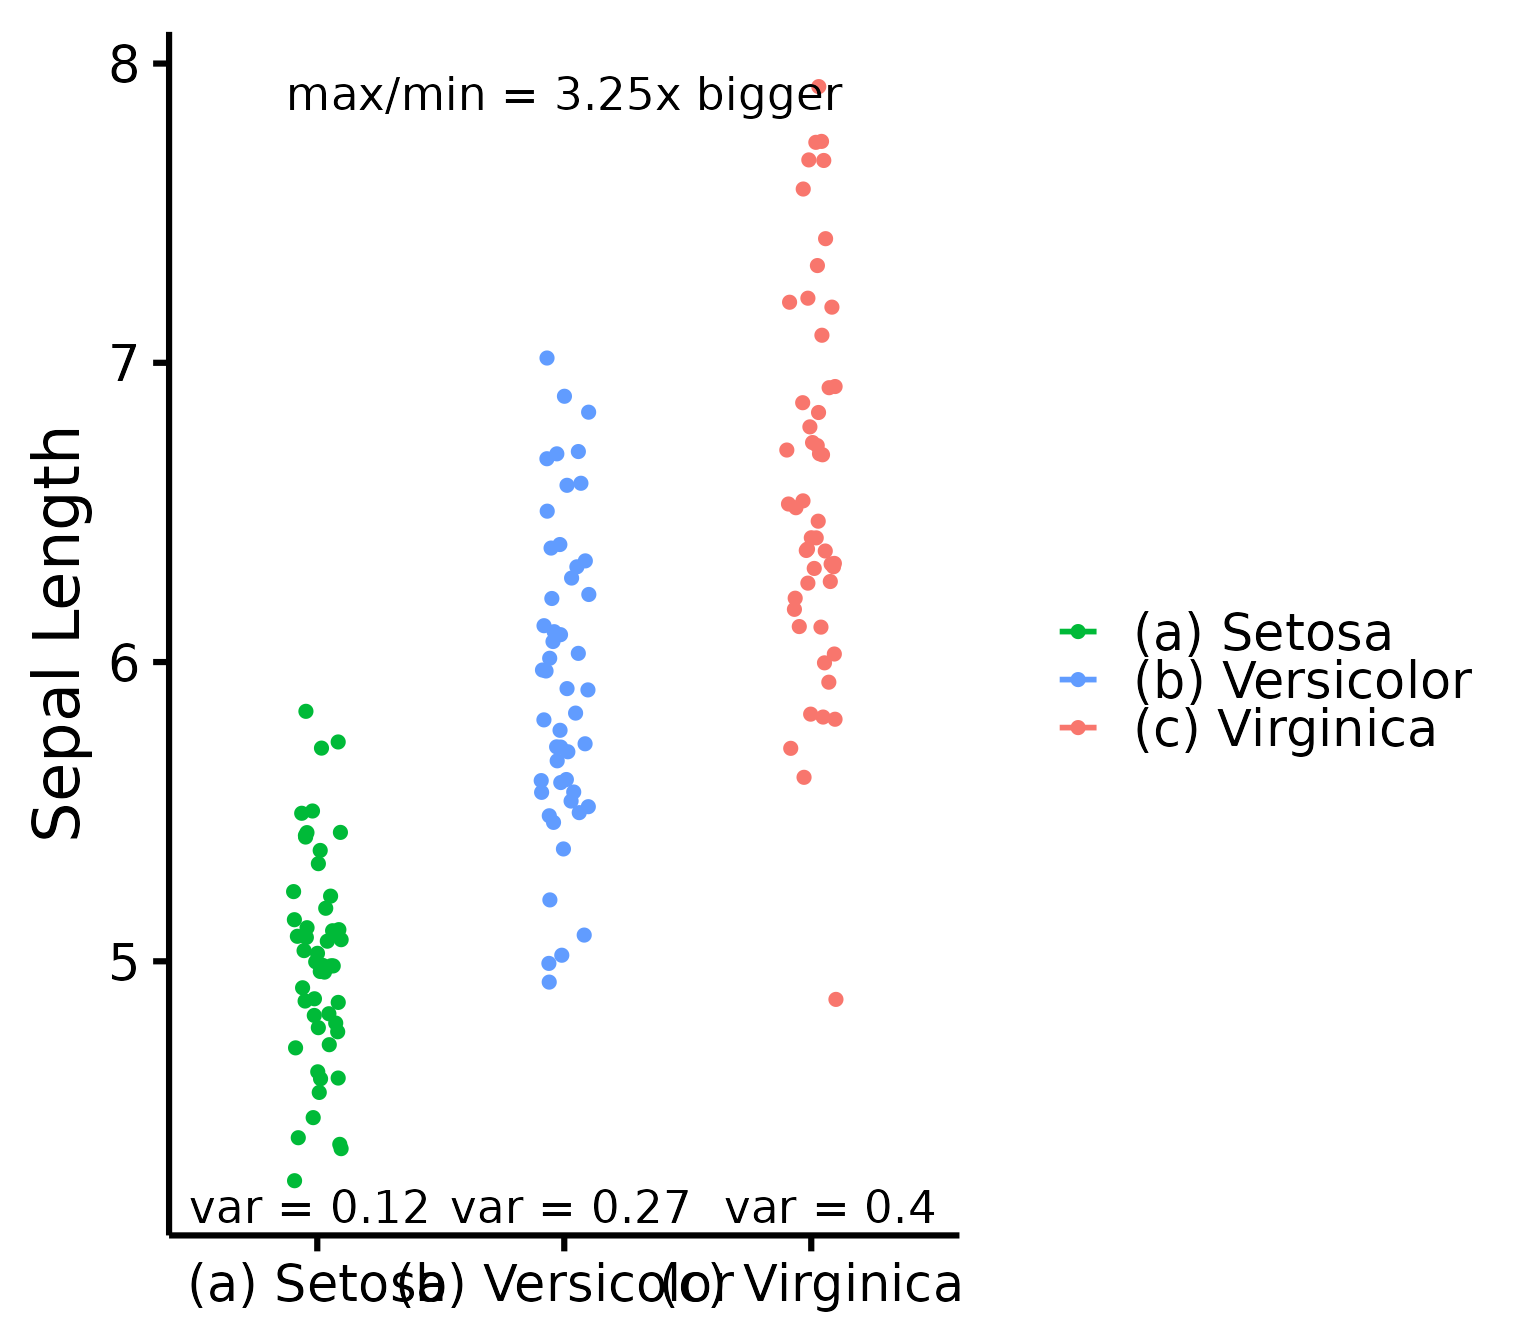 8
max/min = 3.25x bigger
7
6
5
Sepal Length
var = 0.12 var = 0.27 var = 0.4
(a) Setosa (b) Versicolor (c) Virginica
(a) Setosa
(b) Versicolor
(c) Virginica